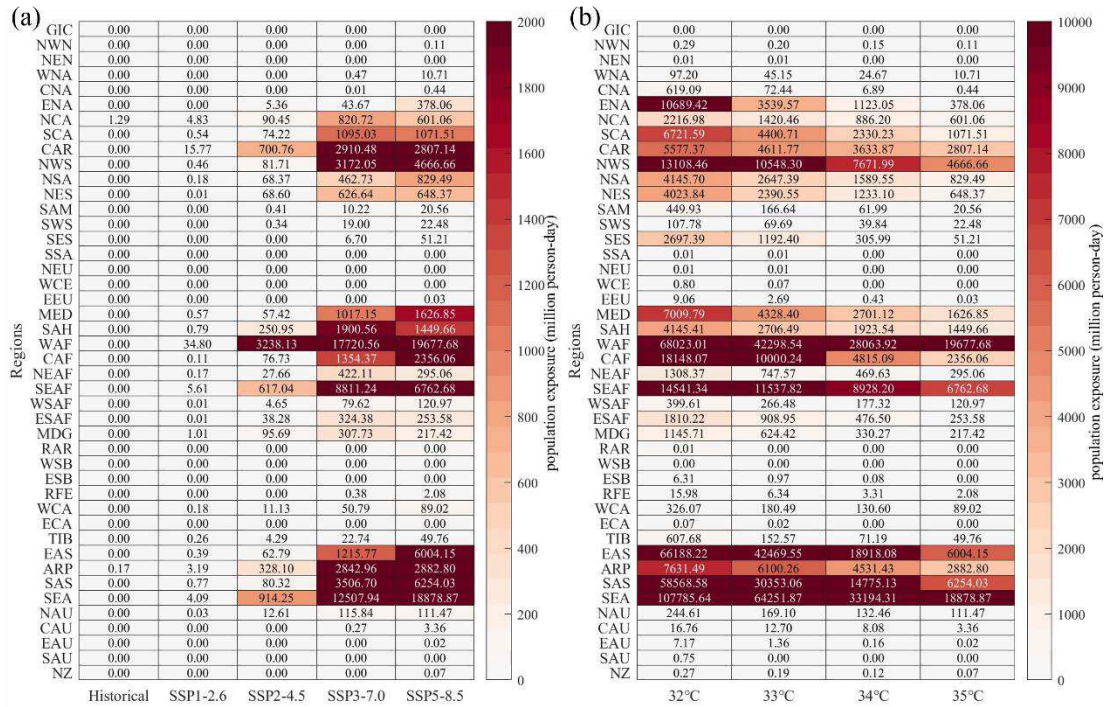 (a)
(b)
GIC 0.00 0.00 0.00 0.00 0.00 0.00 0.00 0.00 0.00
NWN 0.00 0.00 0.00 0.00 0.11 0.29 0.20 0.15 0.11
NEN 0.00 0.00 0.00 0.00 0.00 0.01 0.01 0.00 0.00
WNA 0.00 0.00 0.00 0.47 10.71 97.20 45.15 24.67 10.71
CNA 0.00 0.00 0.00 0.01 0.44 619.09 72.44 6.89 0.44
ENA 0.00 0.00 5.36 43.67 378.06 10689.42 3539.57 1123.05 378.06
NCA 1.29 4.83 90.45 820.72 601.06 2216.98 1420.46 886.20 601.06
SCA 0.00 0.54 74.22 1095.03 1071.51 6721.59 4400.71 2330.23 1071.51
CAR 0.00 15.77 700.76 2910.48 2807.14 5577.37 4611.77 3633.87 2807.14
NWS 0.00 0.46 81.71 3172.05 4666.66 13108.46 10548.30 7671.99 4666.66
NSA 0.00 0.18 68.37 462.73 829.49 4145.70 2647.39 1589.55 829.49
NES 0.00 0.01 68.60 626.64 648.37 4023.84 2390.55 1233.10 648.37
SAM 0.00 0.00 0.41 10.22 20.56 449.93 166.64 61.99 20.56
SWS 0.00 0.00 0.34 19.00 22.48 107.78 69.69 39.84 22.48
SES 0.00 0.00 0.00 6.70 51.21 2697.39 1192.40 305.99 51.21
SSA 0.00 0.00 0.00 0.00 0.00 0.01 0.01 0.00 0.00
NEU 0.00 0.00 0.00 0.00 0.00 0.01 0.01 0.00 0.00
WCE 0.00 0.00 0.00 0.00 0.00 0.80 0.07 0.00 0.00
EEU 0.00 0.00 0.00 0.00 0.03 9.06 2.69 0.43 0.03
MED 0.00 0.57 57.42 1017.15 1626.85 7009.79 4328.40 2701.12 1626.85
SAH 0.00 0.79 250.95 1900.56 1449.66 4145.41 2706.49 1923.54 1449.66
WAF 0.00 34.80 3238.13 17720.56 19677.68 68023.01 42298.54 28063.92 19677.68
CAF 0.00 0.11 76.73 1354.37 2356.06 18148.07 10000.24 4815.09 2356.06
NEAF 0.00 0.17 27.66 422.11 295.06 1308.37 747.57 469.63 295.06
SEAF 0.00 5.61 617.04 8811.24 6762.68 14541.34 11537.82 8928.20 6762.68
WSAF 0.00 0.01 4.65 79.62 120.97 399.61 266.48 177.32 120.97
ESAF 0.00 0.01 38.28 324.38 253.58 1810.22 908.95 476.50 253.58
MDG 0.00 1.01 95.69 307.73 217.42 1145.71 624.42 330.27 217.42
RAR 0.00 0.00 0.00 0.00 0.00 0.01 0.00 0.00 0.00
WSB 0.00 0.00 0.00 0.00 0.00 0.00 0.00 0.00 0.00
ESB 0.00 0.00 0.00 0.00 0.00 6.31 0.97 0.08 0.00
RFE 0.00 0.00 0.00 0.38 2.08 15.98 6.34 3.31 2.08
WCA 0.00 0.18 11.13 50.79 89.02 326.07 180.49 130.60 89.02
ECA 0.00 0.00 0.00 0.00 0.00 0.07 0.02 0.00 0.00
TIB 0.00 0.26 4.29 22.74 49.76 607.68 152.57 71.19 49.76
EAS 0.00 0.39 62.79 1215.77 6004.15 66188.22 42469.55 18918.08 6004.15
ARP 0.17 3.19 328.10 2842.96 2882.80 7631.49 6100.26 4531.43 2882.80
SAS 0.00 0.77 80.32 3506.70 6254.03 58568.58 30353.06 14775.13 6254.03
SEA 0.00 4.09 914.25 12507.94 18878.87 107785.64 64251.87 33194.31 18878.87
NAU 0.00 0.03 12.61 115.84 111.47 244.61 169.10 132.46 111.47
CAU 0.00 0.00 0.00 0.27 3.36 16.76 12.70 8.08 3.36
EAU 0.00 0.00 0.00 0.00 0.02 7.17 1.36 0.16 0.02
SAU 0.00 0.00 0.00 0.00 0.00 0.75 0.00 0.00 0.00
NZ 0.00 0.00 0.00 0.00 0.07 0.27 0.19 0.12 0.07
Historical SSP1-2.6 SSP2-4.5 SSP3-7.0 SSP5-8.5 32°C 33°C 34°C 35°C
Regions
2000
1800
1600
1400
1200
1000
800
600
400
200
0
population exposure (million person-day)
Regions
10000
9000
8000
7000
6000
5000
4000
3000
2000
1000
0
population exposure (million person-day)